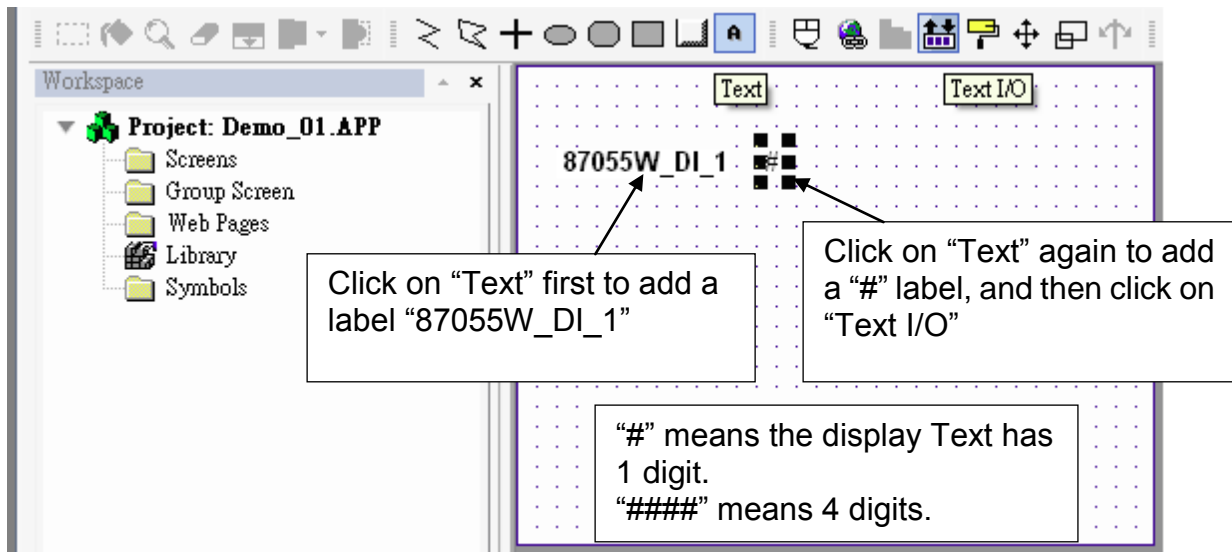 A
Workspace
Text
Text I/O
Project: Demo_01.APP
Screens
Group Screen
Web Pages
Library
Symbols
87055W_DI_1
#
Click on “Text” first to add a
label “87055W_DI_1”
Click on “Text” again to add
a “#” label, and then click on
“Text I/O”
“#” means the display Text has
1 digit.
“####” means 4 digits.